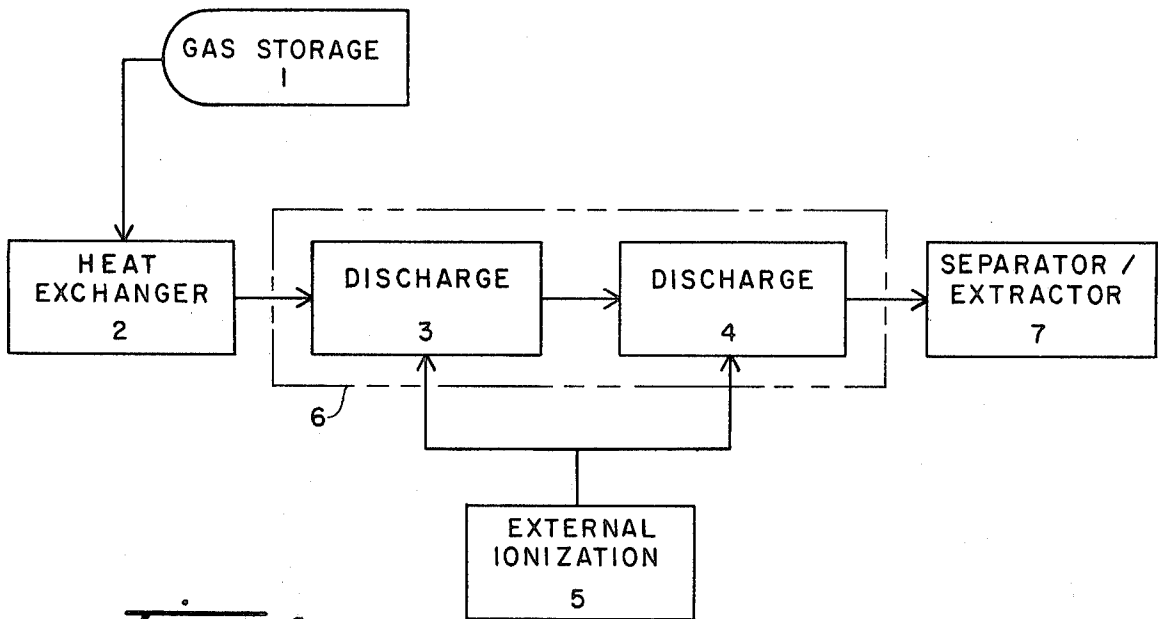 GAS STORAGE
1
HEAT
EXCHANGER
2
DISCHARGE
3
DISCHARGE
4
SEPARATOR /
EXTRACTOR
7
6
EXTERNAL
IONIZATION
5